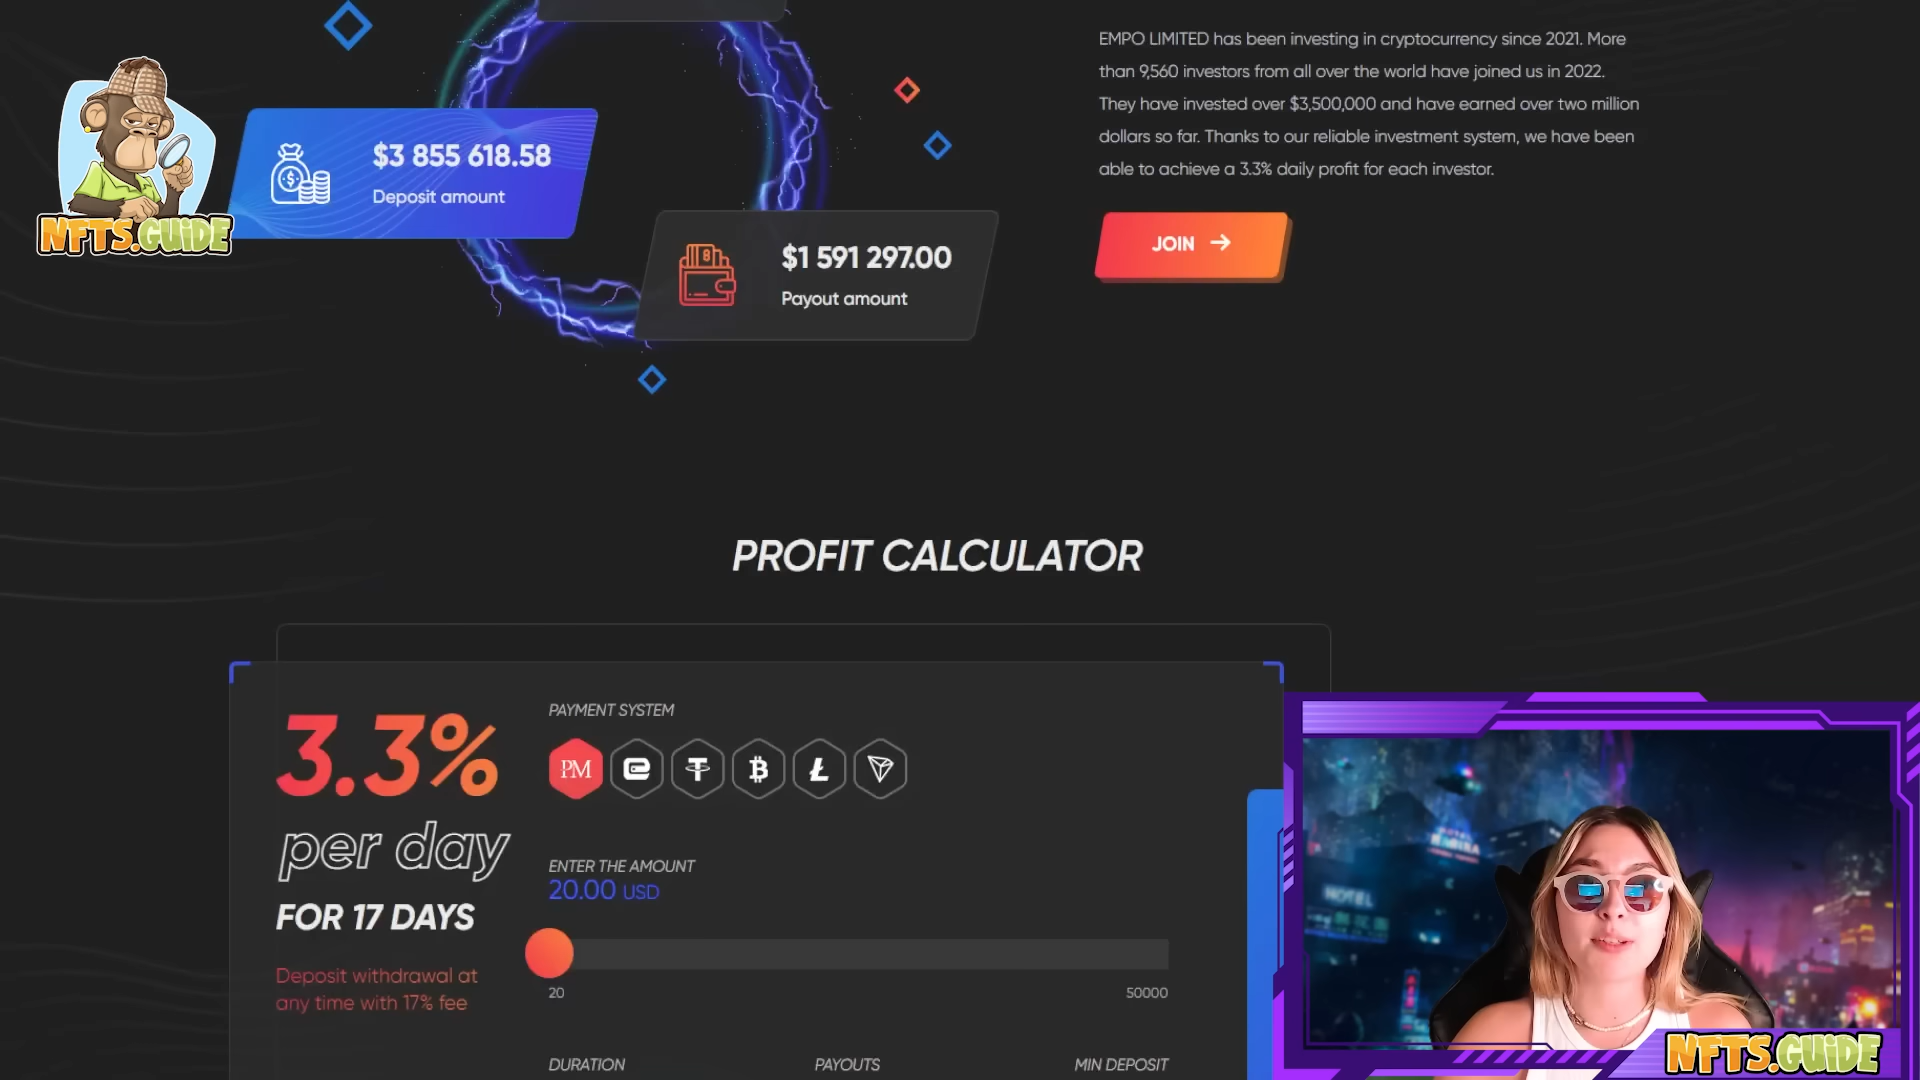 EMPO LIMITED has been investing in cryptocurrency since 2021. More
than 9,560 investors from all over the world have joined us in 2022.
They have invested over $3,500,000 and have earned over two million
dollars so far. Thanks to our reliable investment system, we have been
able to achieve a 3.3% daily profit for each investor.
JOIN
$3 855 618.58
Deposit amount
NFTS.GUiDE
$1 591 297.00
Payout amount
PROFIT CALCULATOR
3.3%
per day
FOR 17 DAYS
Deposit withdrawal at
any time with 17% fee
PAYMENT SYSTEM
PM
ENTER THE AMOUNT
20.00 USD
20
50000
DURATION
PAYOUTS
MIN DEPOSIT
HOTEL
NFTS.GUiDE